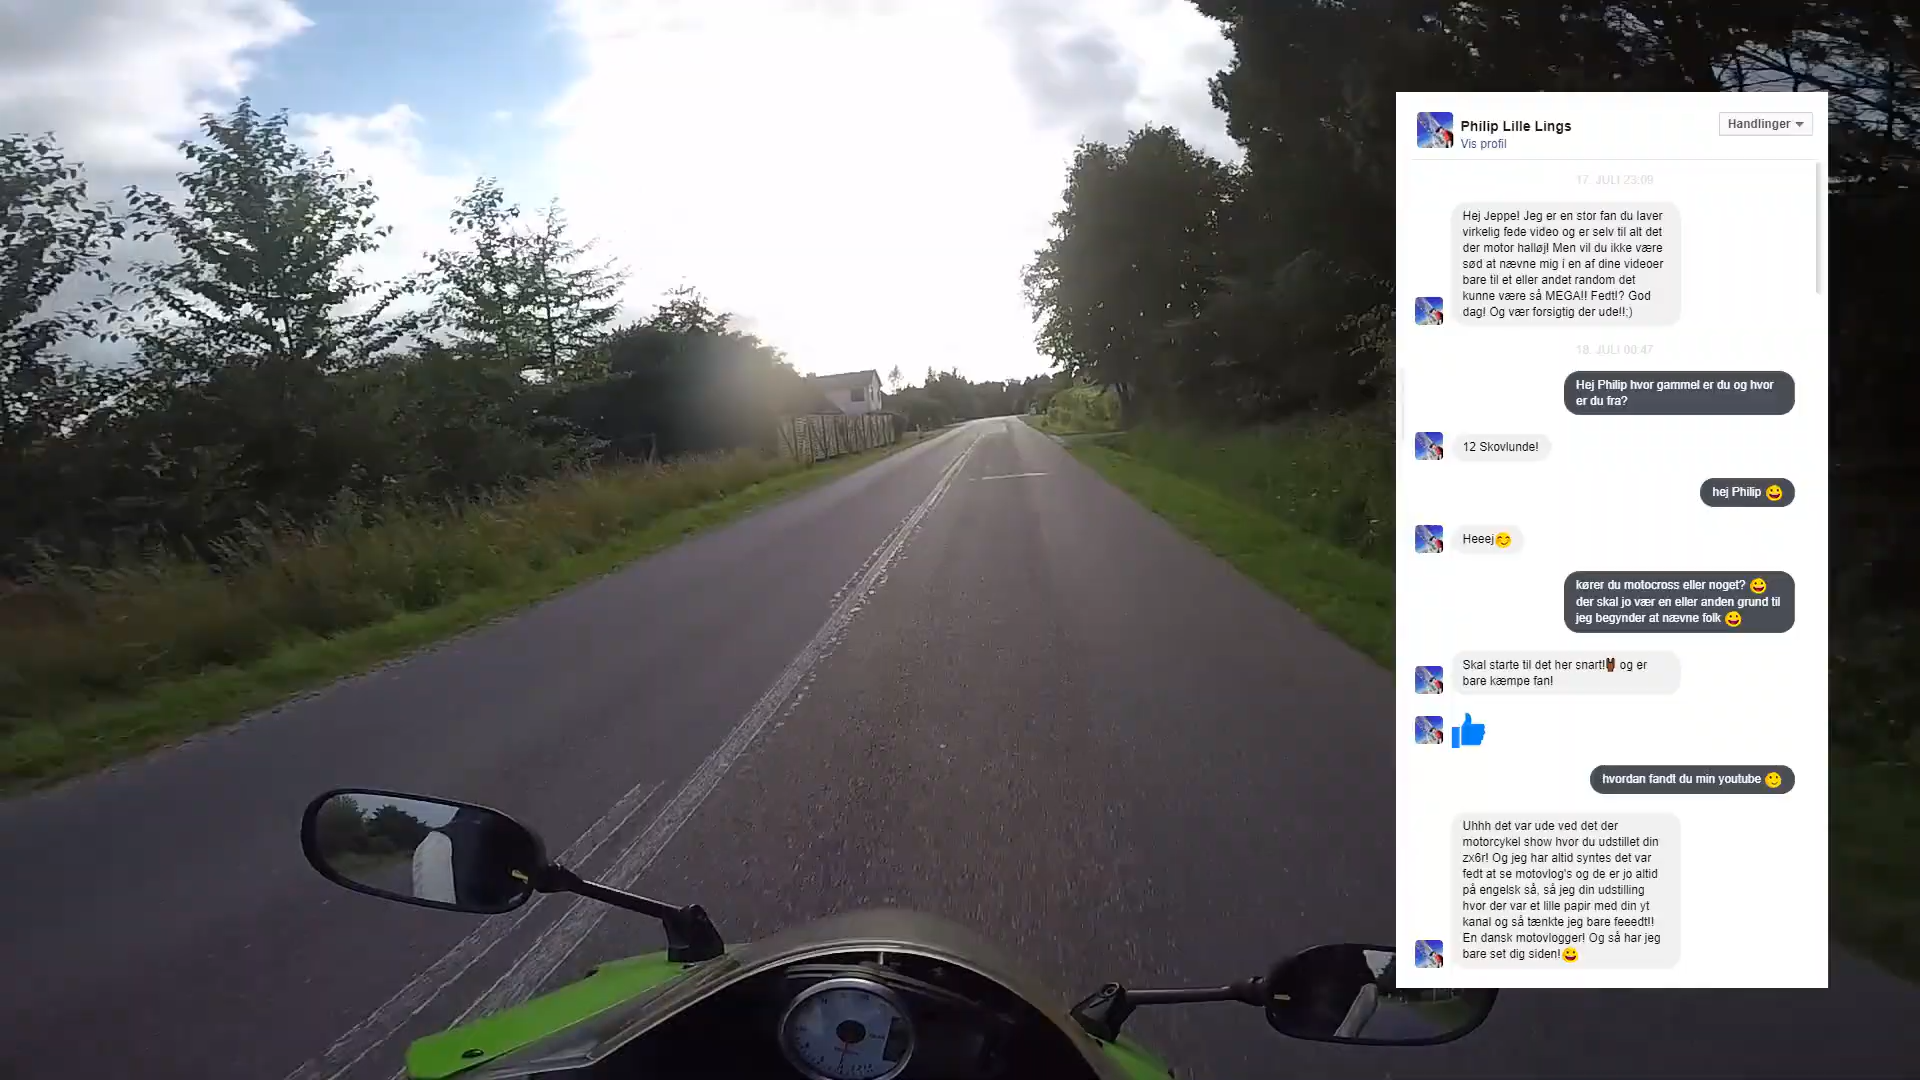 Philip Lille Lings
Handlinger
Vis profil
17. JULI 23:09
Hej Jeppe! Jeg er en stor fan du laver
virkelig fede video og er selv til alt det
der motor halløj! Men vil du ikke være
sød at nævne mig i en af dine videoer
bare til et eller andet random det
kunne være så MEGA!! Fedt!? God
dag! Og vær forsigtig der ude!!;)
18. JULI 00:47
Hej Philip hvor gammel er du og hvor
er du fra?
12 Skovlunde!
hej Philip 😀
Heeej😊
kører du motocross eller noget? 😀
der skal jo vær en eller anden grund til
jeg begynder at nævne folk 😀
Skal starte til det her snart! og er
bare kæmpe fan!
hvordan fandt du min youtube 🙂
Uhhh det var ude ved det der
motorcykel show hvor du udstillet din
zx6r! Og jeg har altid syntes det var
fedt at se motovlog's og de er jo altid
på engelsk så, så jeg din udstilling
hvor der var et lille papir med din yt
kanal og så tænkte jeg bare feeedt!!
En dansk motovlogger! Og så har jeg
bare set dig siden!😀